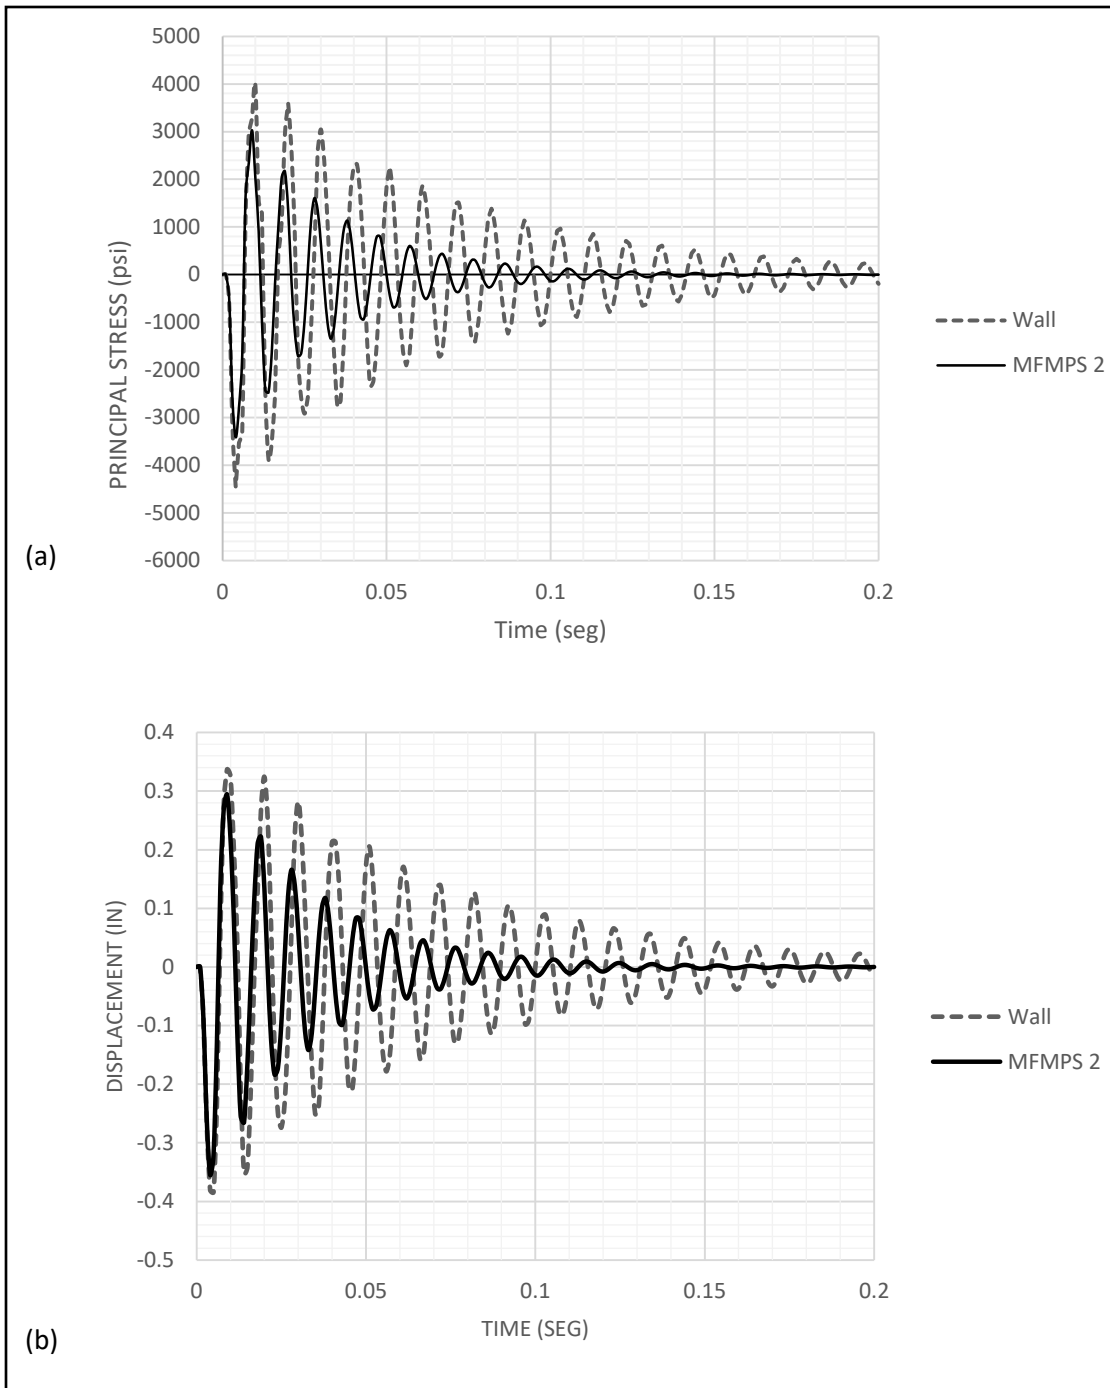 5000
4000
3000
2000
1000
0
-1000
-2000
-3000
-4000
-5000
-6000
PRINCIPAL STRESS (psi)
0 0.05 0.1 0.15 0.2
Time (seg)
Wall
MFMPS 2
(a)
0.4
0.3
0.2
0.1
0
-0.1
-0.2
-0.3
-0.4
-0.5
DISPLACEMENT (IN)
0 0.05 0.1 0.15 0.2
TIME (SEG)
Wall
MFMPS 2
(b)